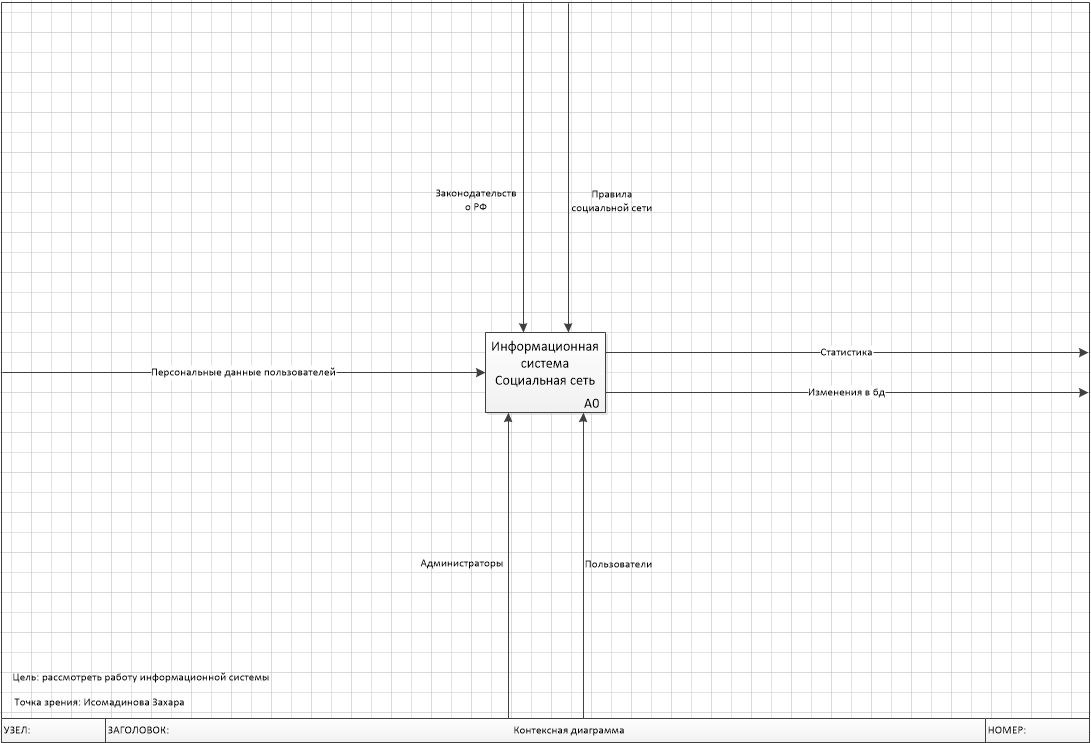 Законодательств
о РФ
Правила
социальной сети
Информационная
система
Социальная сеть
А0
Персональные данные пользователей
Статистика
Изменения в бд
Администраторы
Пользователи
Цель: рассмотреть работу информационной системы
Точка зрения: Исомадинова Захара
УЗЕЛ:
ЗАГОЛОВОК:
Контексная диаграмма
НОМЕР: